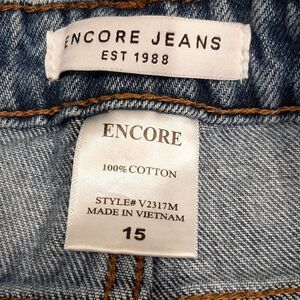 ENCORE JEANS
EST 1988
ENCORE
100% COTTON
STYLE# V2317M
MADE IN VIETNAM
15